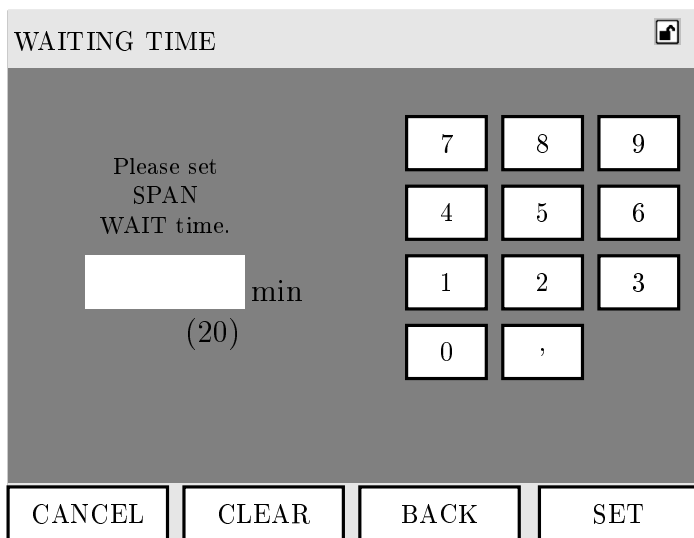 WAITING TIME
Please set
SPAN
WAIT time.
min
(20)
7 8 9
4 5 6
1 2 3
0 ,
CANCEL CLEAR BACK SET